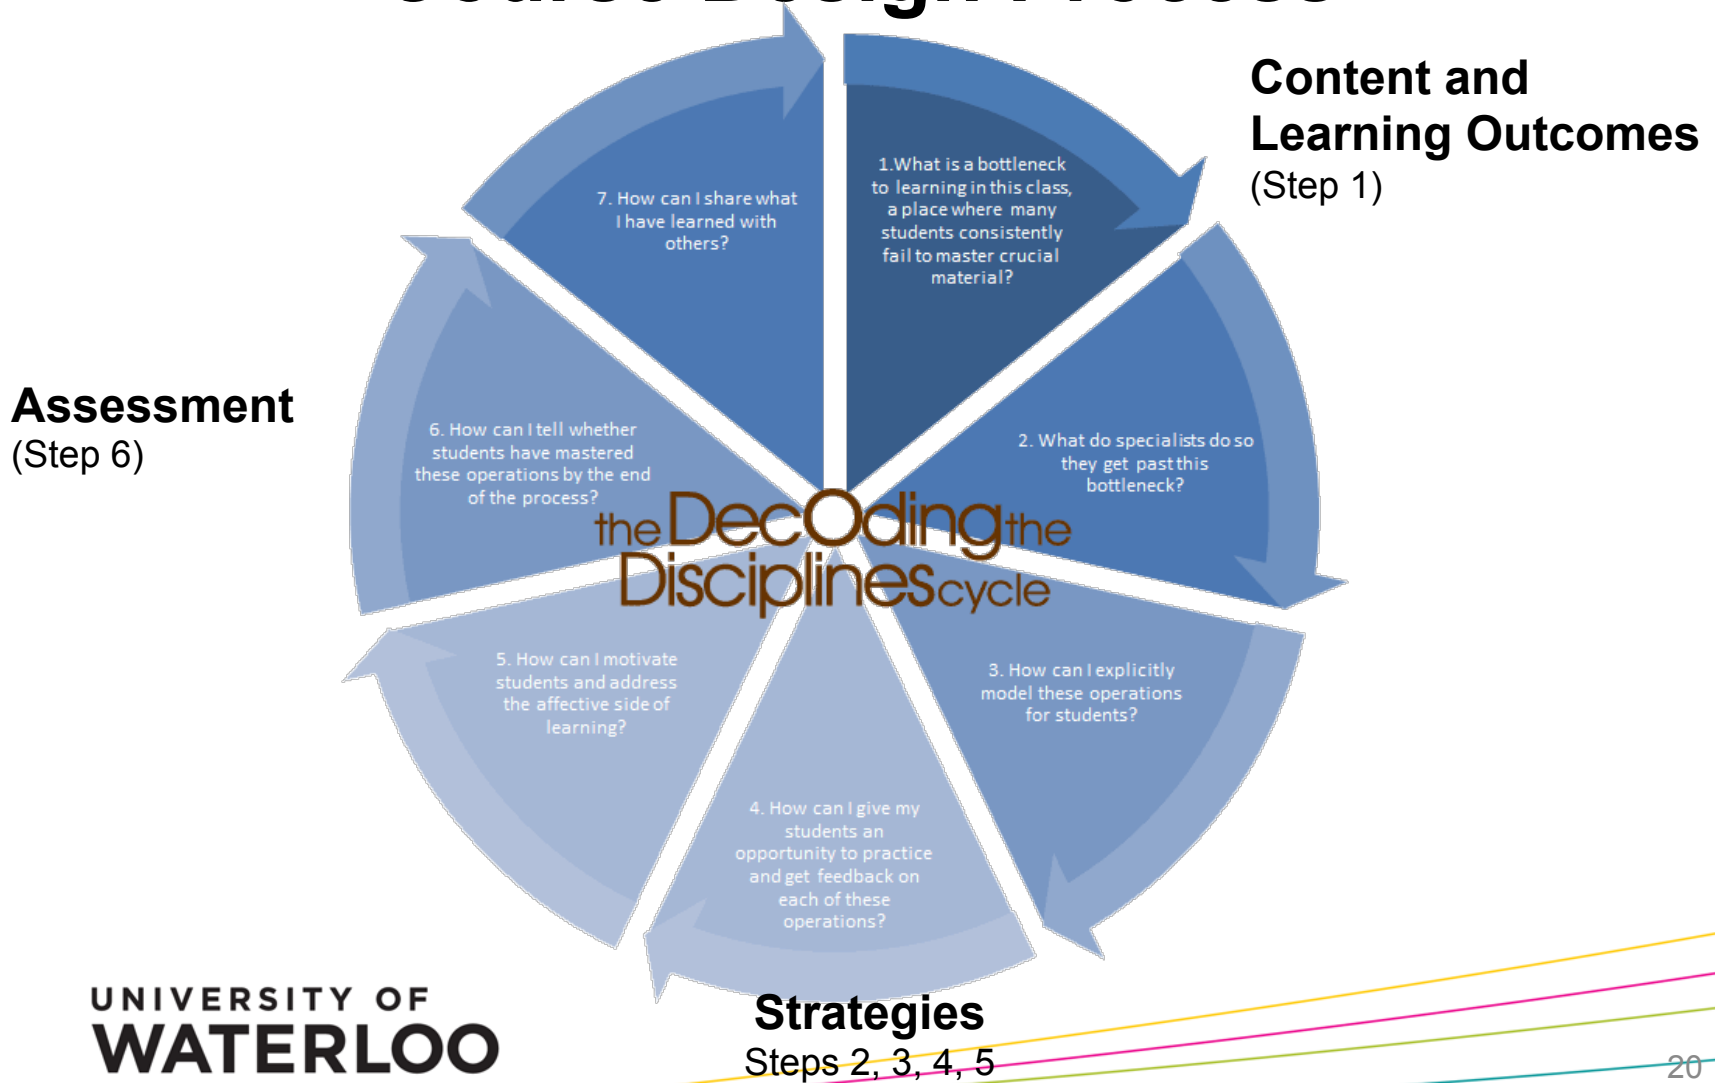 Course Design Process
Content and
Learning Outcomes
(Step 1)
1.What is a bottleneck
to learning in this class,
a place where many
students consistently
fail to master crucial
material?
2. What do specialists do so
they get past this
bottleneck?
3. How can I explicitly
model these operations
for students?
4. How can I give my
students an
opportunity to practice
and get feedback on
each of these
operations?
5. How can I motivate
students and address
the affective side of
learning?
6. How can I tell whether
students have mastered
these operations by the end
of the process?
7. How can I share what
I have learned with
others?
the Decoding the
Disciplines cycle
Assessment
(Step 6)
Strategies
Steps 2, 3, 4, 5
UNIVERSITY OF
WATERLOO
20